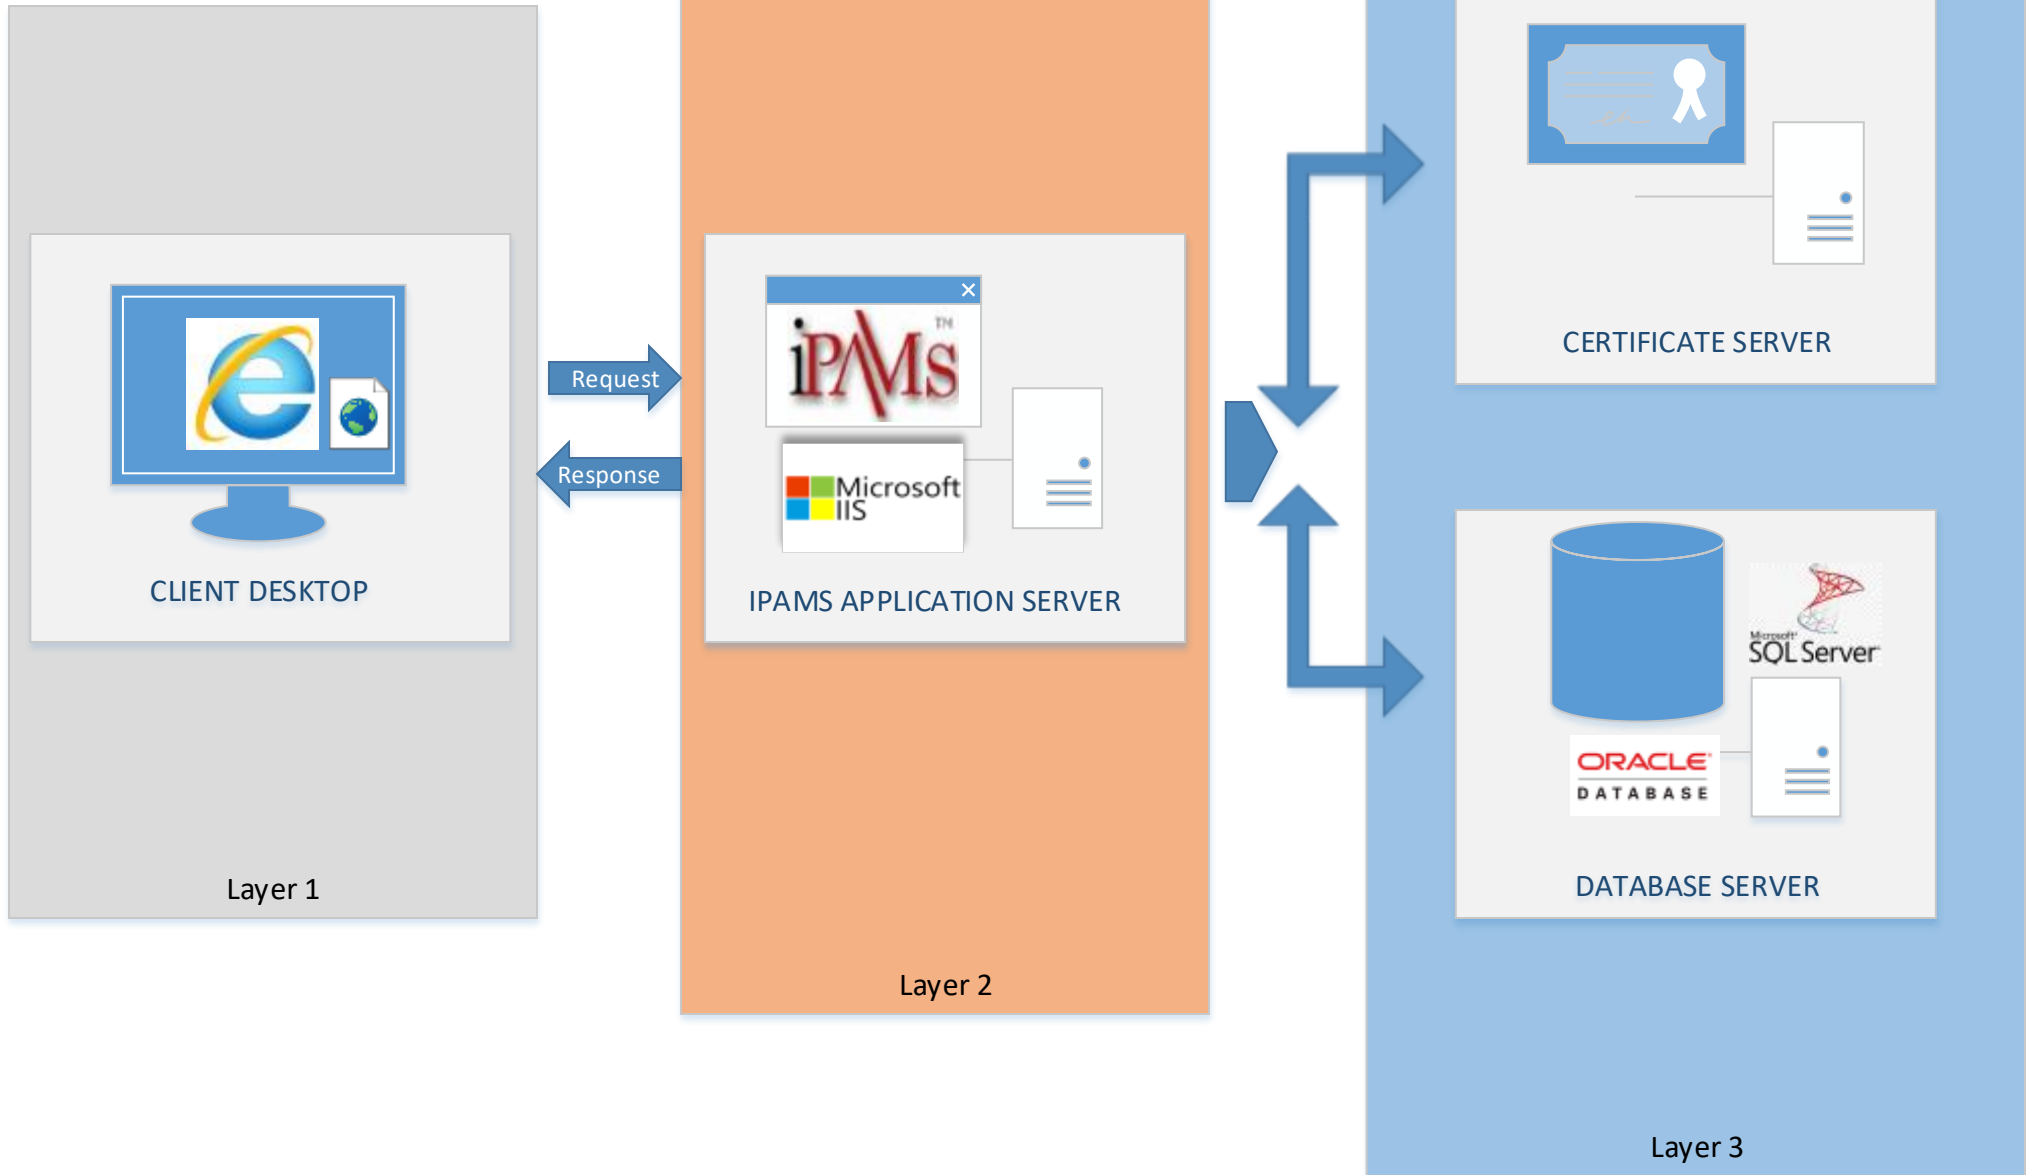 CLIENT DESKTOP
Layer 1
Request
Response
iPAMs
TM
Microsoft
IIS
IPAMS APPLICATION SERVER
Layer 2
CERTIFICATE SERVER
Microsoft
SQL Server
ORACLE
DATABASE
DATABASE SERVER
Layer 3